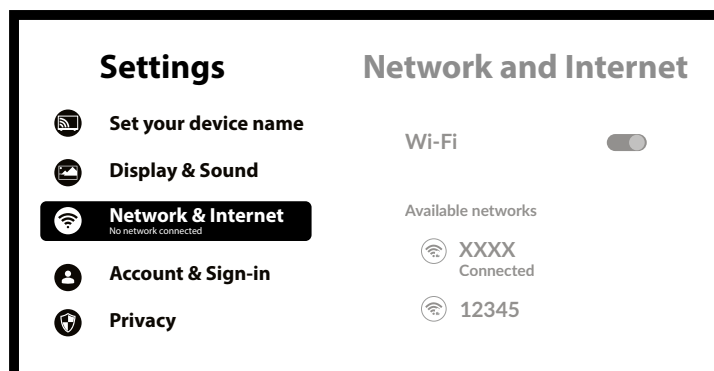 Settings
Set your device name
Display & Sound
Network & Internet
No network connected
Account & Sign-in
Privacy
Network and Internet
Wi-Fi
Available networks
XXXX
Connected
12345